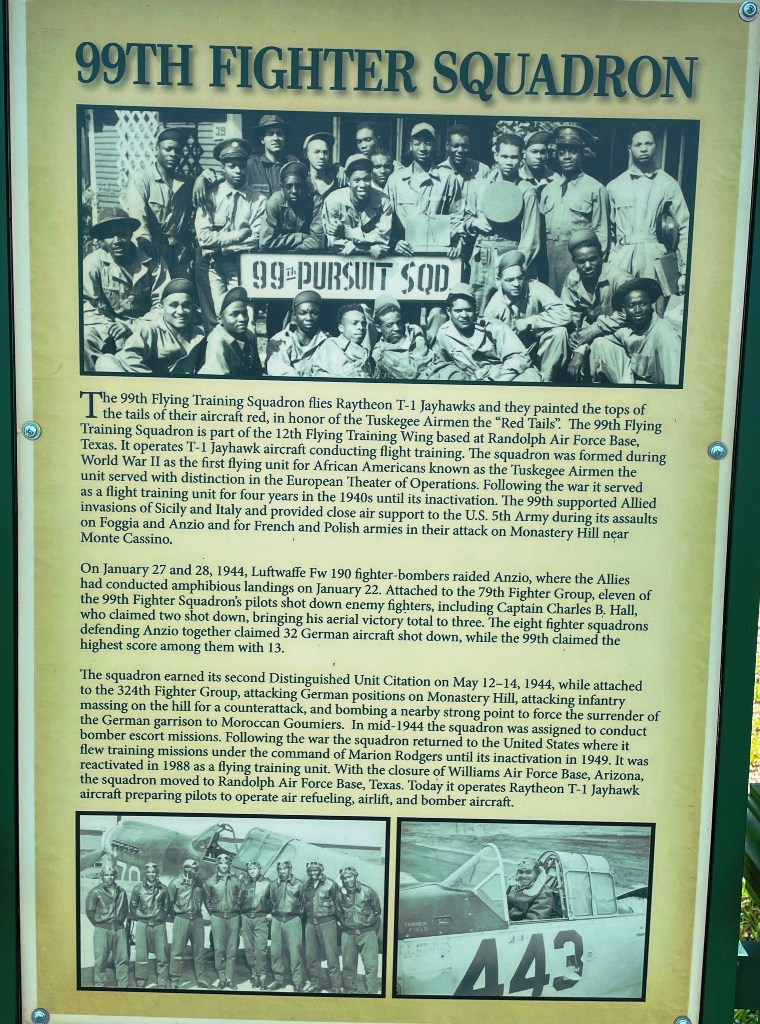 99TH FIGHTER SQUADRON
39
99TH PURSUIT SQD
The 99th Flying Training Squadron flies Raytheon T-1 Jayhawks and they painted the tops of
the tails of their aircraft red, in honor of the Tuskegee Airmen the “Red Tails”. The 99th Flying
Training Squadron is part of the 12th Flying Training Wing based at Randolph Air Force Base,
Texas. It operates T-1 Jayhawk aircraft conducting flight training. The squadron was formed during
World War II as the first flying unit for African Americans known as the Tuskegee Airmen the
unit served with distinction in the European Theater of Operations. Following the war it served
as a flight training unit for four years in the 1940s until its inactivation. The 99th supported Allied
invasions of Sicily and Italy and provided close air support to the U.S. 5th Army during its assaults
on Foggia and Anzio and for French and Polish armies in their attack on Monastery Hill near
Monte Cassino.
On January 27 and 28, 1944, Luftwaffe Fw 190 fighter-bombers raided Anzio, where the Allies
had conducted amphibious landings on January 22. Attached to the 79th Fighter Group, eleven of
the 99th Fighter Squadron's pilots shot down enemy fighters, including Captain Charles B. Hall,
who claimed two shot down, bringing his aerial victory total to three. The eight fighter squadrons
defending Anzio together claimed 32 German aircraft shot down, while the 99th claimed the
highest score among them with 13.
The squadron earned its second Distinguished Unit Citation on May 12–14, 1944, while attached
to the 324th Fighter Group, attacking German positions on Monastery Hill, attacking infantry
massing on the hill for a counterattack, and bombing a nearby strong point to force the surrender of
the German garrison to Moroccan Goumiers. In mid-1944 the squadron was assigned to conduct
bomber escort missions. Following the war the squadron returned to the United States where it
flew training missions under the command of Marion Rodgers until its inactivation in 1949. It was
reactivated in 1988 as a flying training unit. With the closure of Williams Air Force Base, Arizona,
the squadron moved to Randolph Air Force Base, Texas. Today it operates Raytheon T-1 Jayhawk
aircraft preparing pilots to operate air refueling, airlift, and bomber aircraft.
443